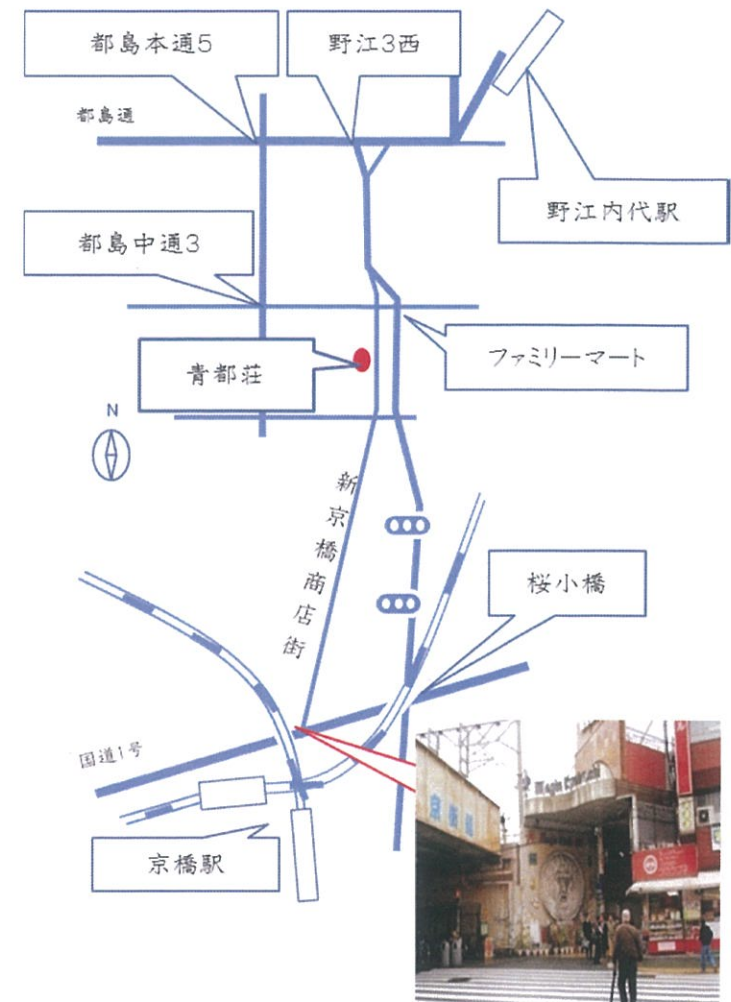 都島本通5
野江3西
都島通
野江内代駅
都島中通3
ファミリーマート
青都荘
N
新京橋商店街
桜小橋
国道1号
京橋駅